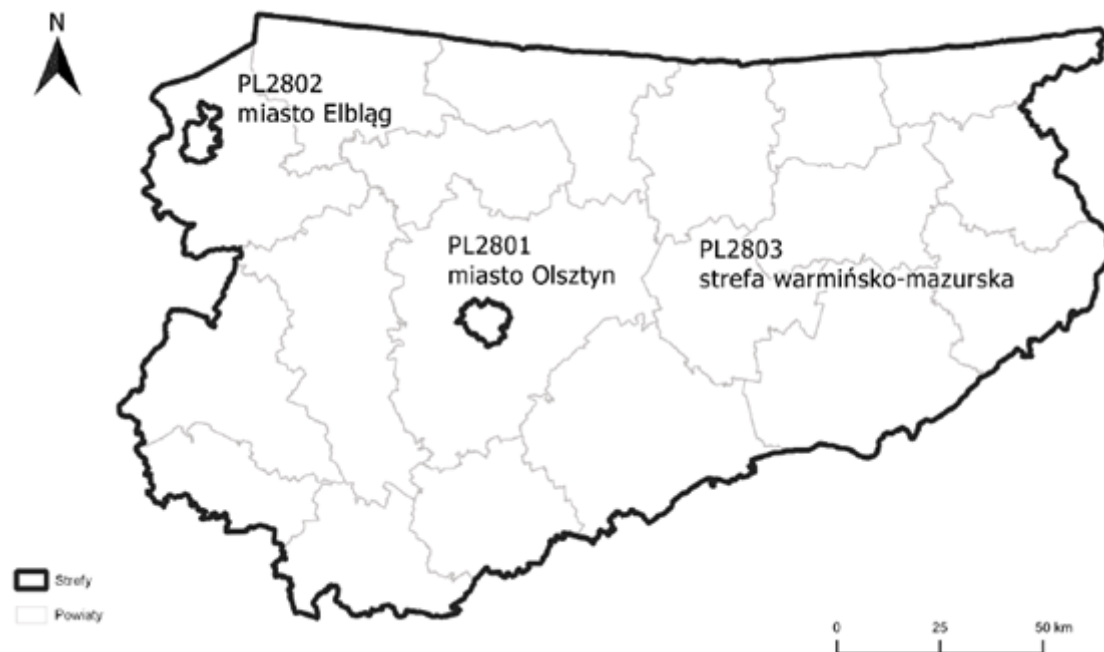 N
PL2802
miasto Elbląg
PL2801
miasto Olsztyn
PL2803
strefa warmińsko-mazurska
Strefy
Powiaty
0 25 50 km